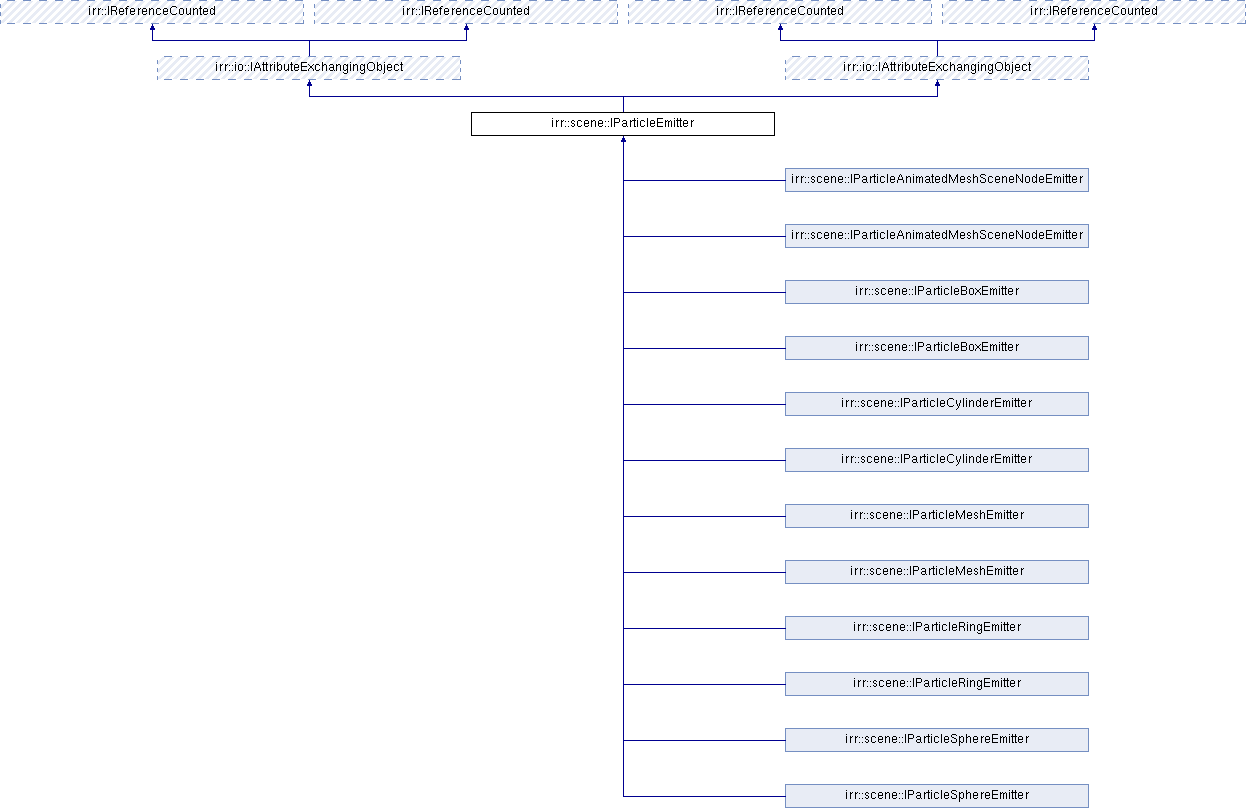 irr::IReferenceCounted
irr::IReferenceCounted
irr::IReferenceCounted
irr::IReferenceCounted
irr::io::IAttributeExchangingObject
irr::io::IAttributeExchangingObject
irr::scene::IParticleEmitter
irr::scene::IParticleAnimatedMeshSceneNodeEmitter
irr::scene::IParticleAnimatedMeshSceneNodeEmitter
irr::scene::IParticleBoxEmitter
irr::scene::IParticleBoxEmitter
irr::scene::IParticleCylinderEmitter
irr::scene::IParticleCylinderEmitter
irr::scene::IParticleMeshEmitter
irr::scene::IParticleMeshEmitter
irr::scene::IParticleRingEmitter
irr::scene::IParticleRingEmitter
irr::scene::IParticleSphereEmitter
irr::scene::IParticleSphereEmitter